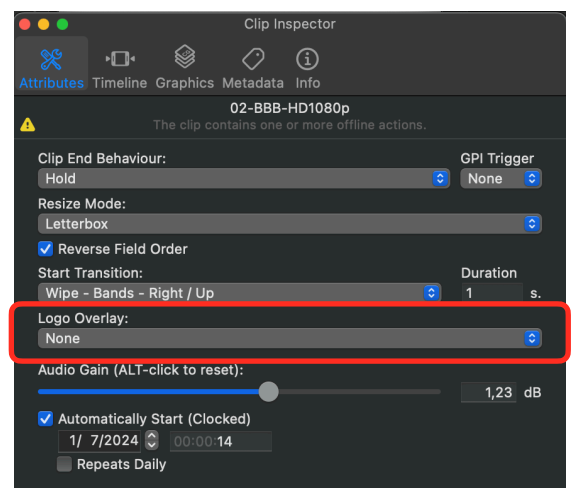 Clip Inspector
Attributes Timeline Graphics Metadata Info
02-BBB-HD1080p
The clip contains one or more offline actions.
Clip End Behaviour: GPI Trigger
Hold None
Resize Mode:
Letterbox
Reverse Field Order
Start Transition: Duration
Wipe - Bands - Right / Up 1 s.
Logo Overlay:
None
Audio Gain (ALT-click to reset):
1,23 dB
Automatically Start (Clocked)
1/ 7/2024 00:00:14
Repeats Daily